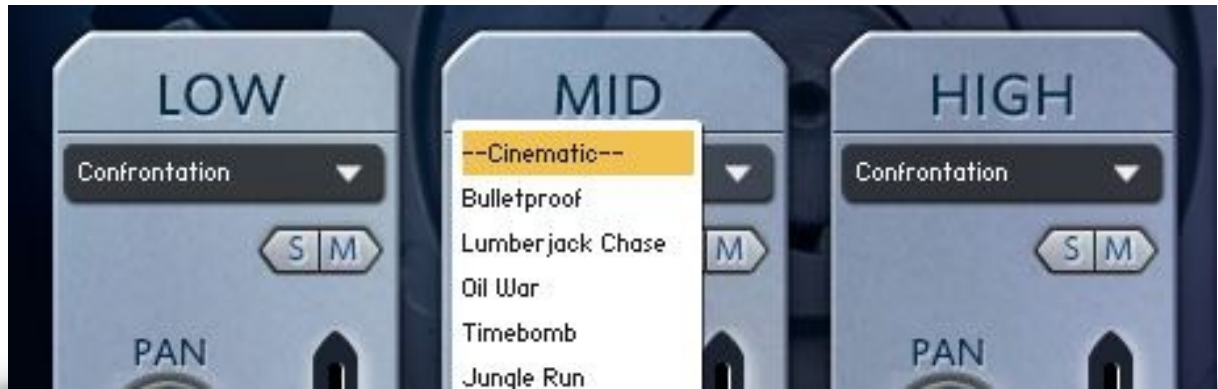 LOW
Confrontation
S M
PAN
MID
--Cinematic--
Bulletproof
Lumberjack Chase
Oil War
Timebomb
Jungle Run
M
HIGH
Confrontation
S M
PAN